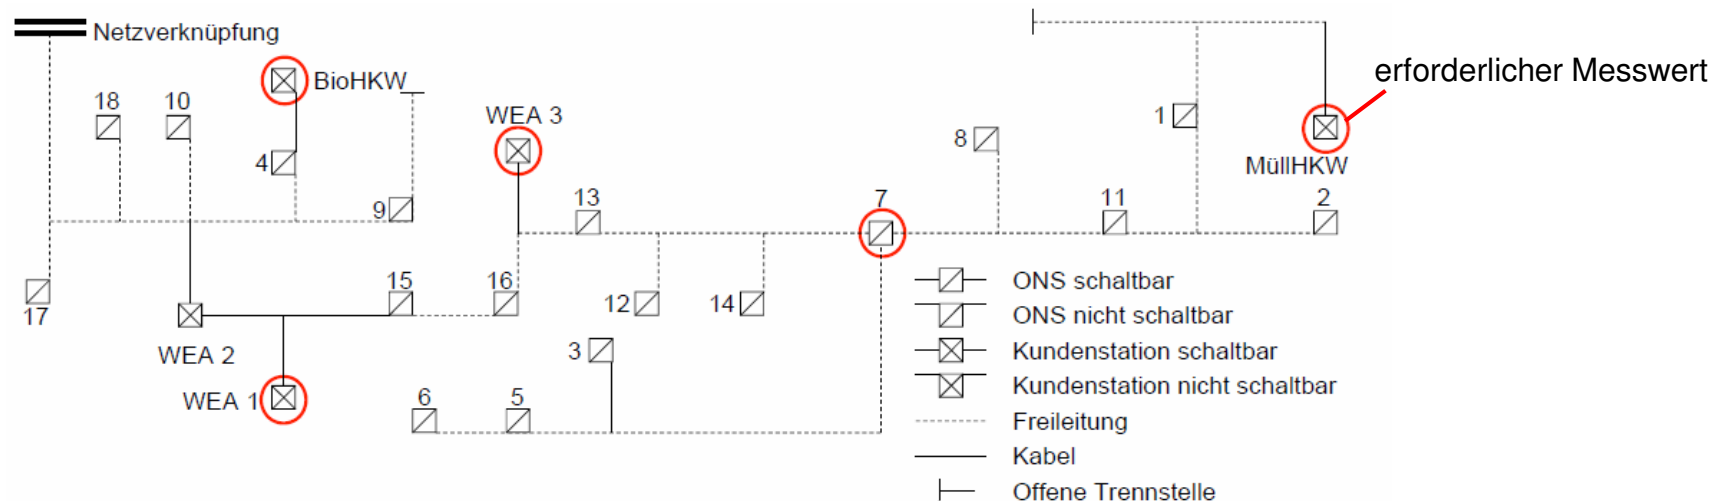 Netzverknüpfung
BioHKW
18
10
4
9
WEA 3
13
7
8
1
11
2
erforderlicher Messwert
MüllHKW
17
15
16
12
14
WEA 2
WEA 1
3
6
5
ONS schaltbar
ONS nicht schaltbar
Kundenstation schaltbar
Kundenstation nicht schaltbar
Freileitung
Kabel
Offene Trennstelle